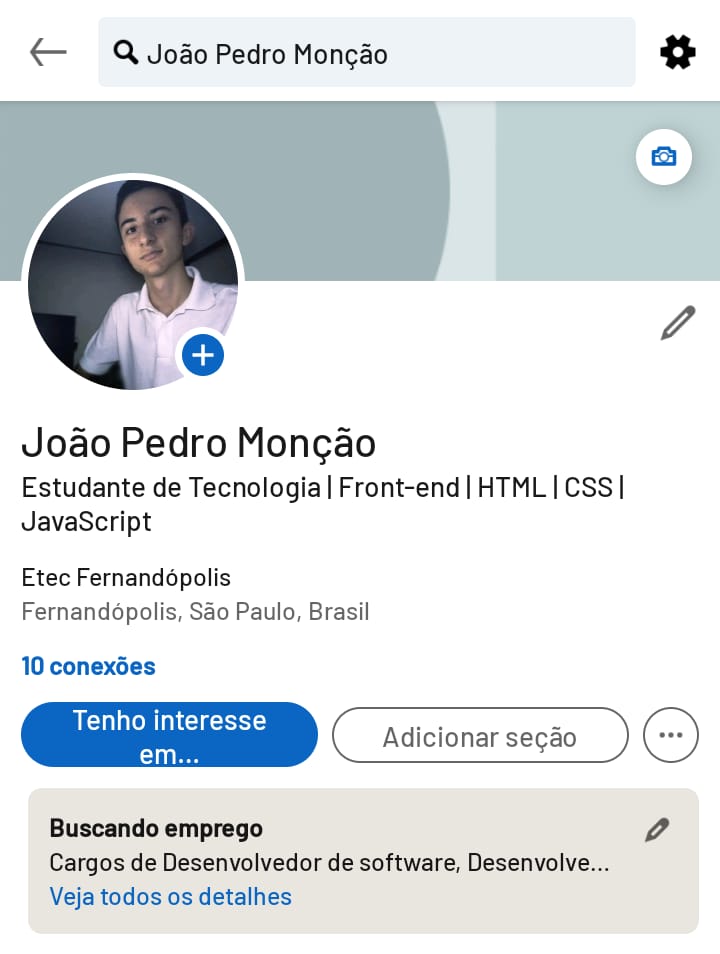 João Pedro Monção
João Pedro Monção
Estudante de Tecnologia | Front-end | HTML | CSS |
JavaScript
Etec Fernandópolis
Fernandópolis, São Paulo, Brasil
10 conexões
Tenho interesse
em...
Adicionar seção
Buscando emprego
Cargos de Desenvolvedor de software, Desenvolve...
Veja todos os detalhes